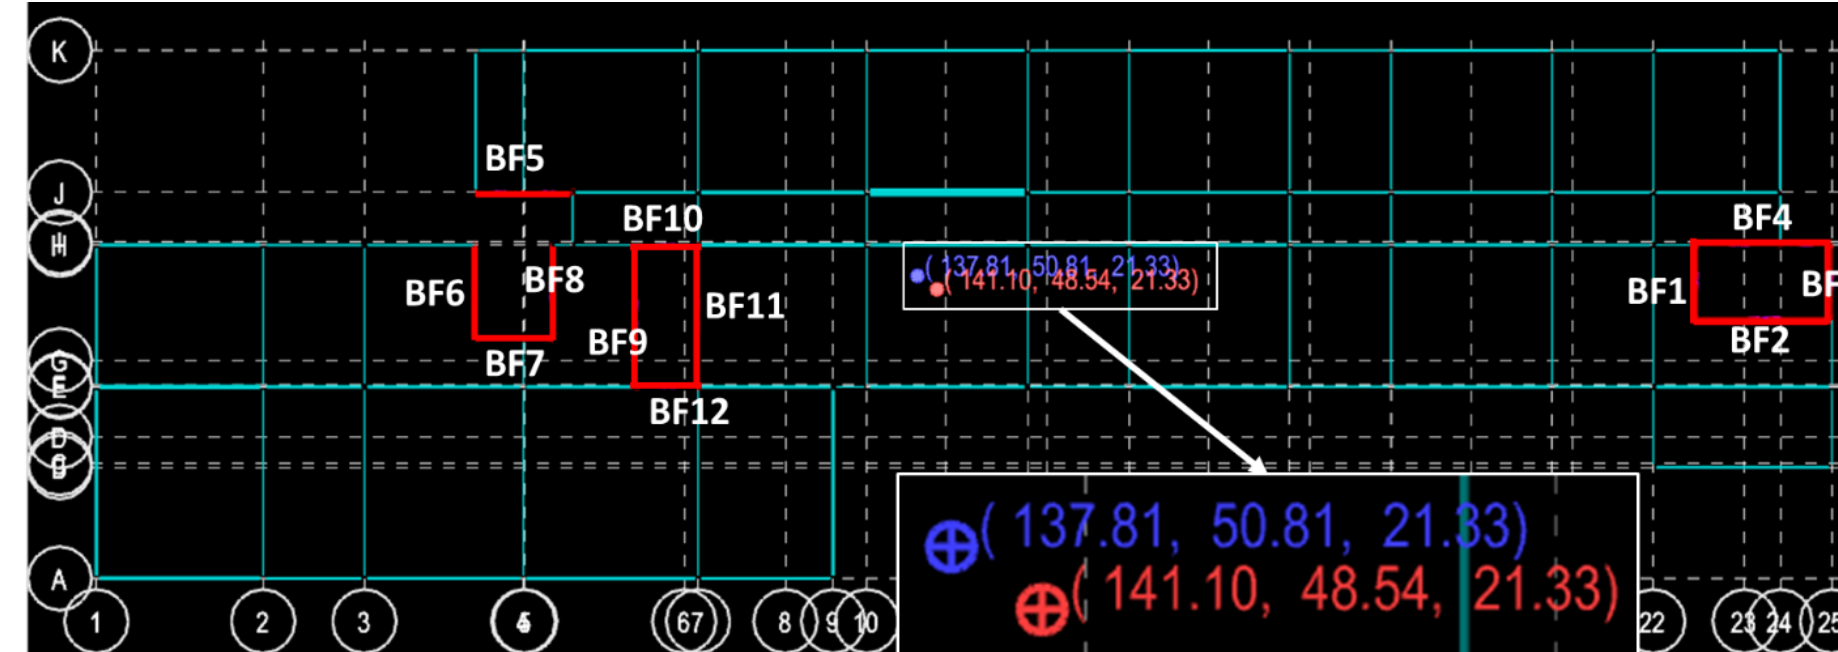 K
BF5
J
BF10
BF4
H
( 137.81, 50.81, 21.33)
( 141.10, 48.54, 21.33)
BF6
BF8
BF11
BF1
BF
BF9
BF2
G
BF7
E
BF12
D
( 137.81, 50.81, 21.33)
( 141.10, 48.54, 21.33)
A
1
2
3
67
8
9
10
22
23
24
25